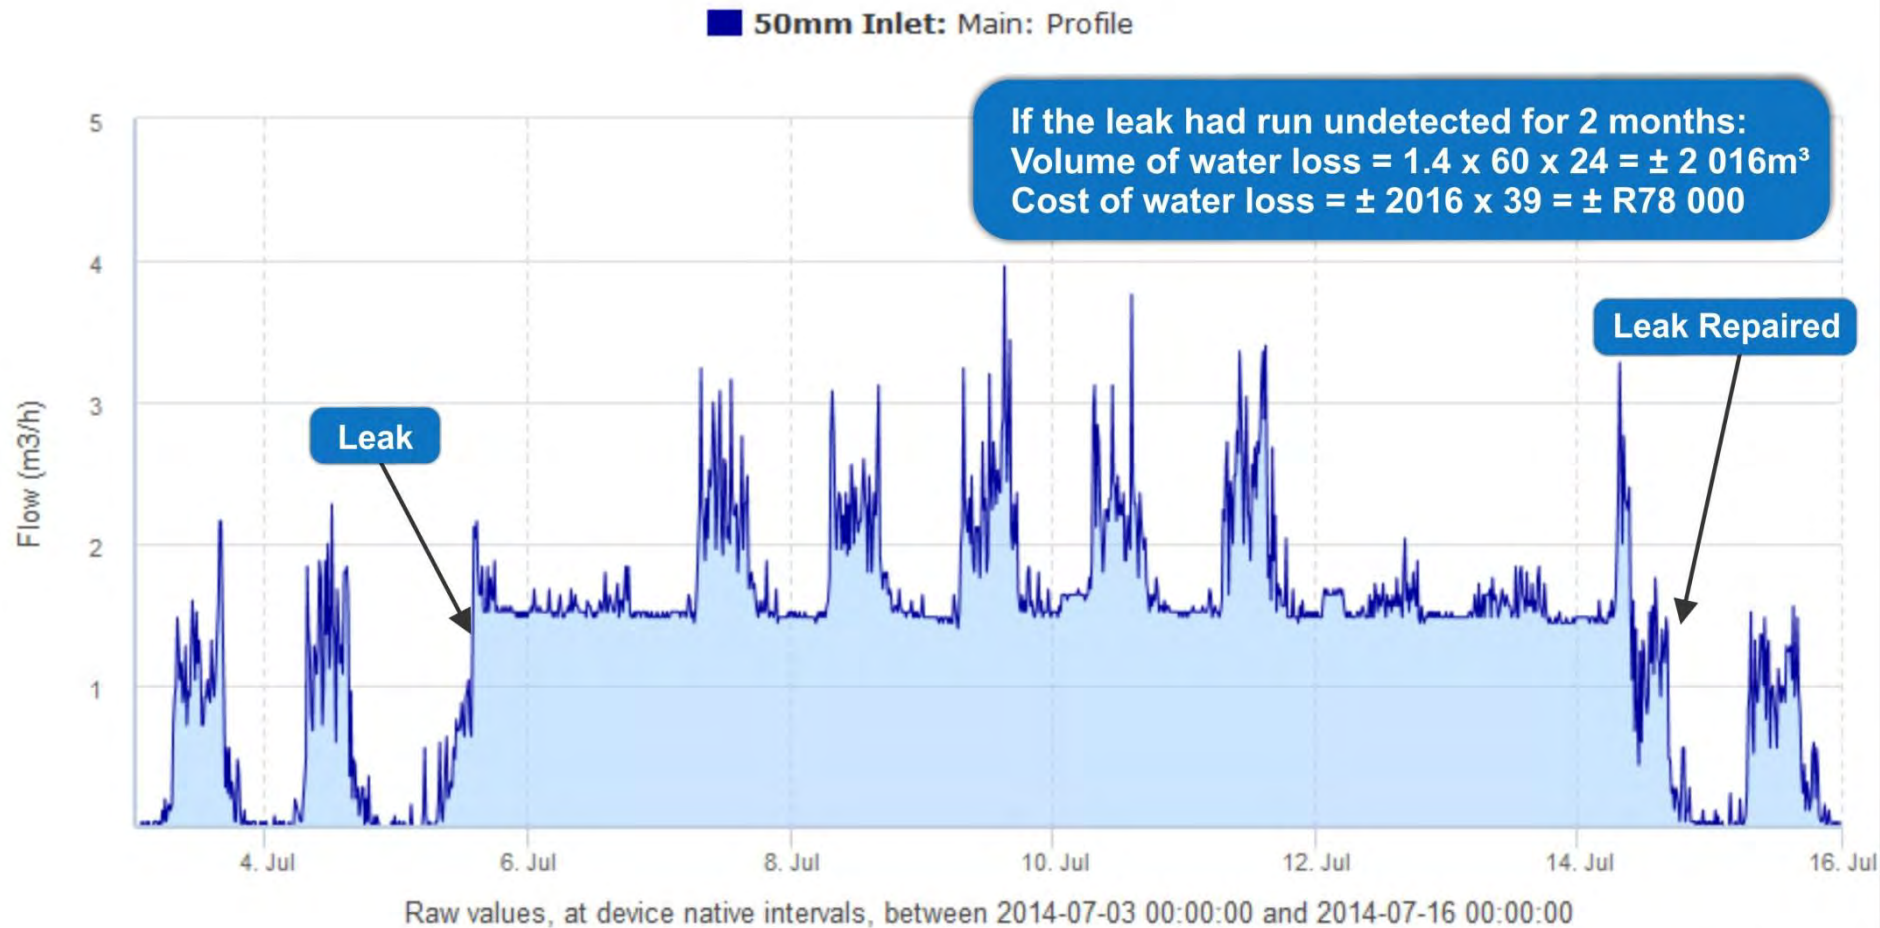 50mm Inlet: Main: Profile
If the leak had run undetected for 2 months:
Volume of water loss = 1.4 x 60 x 24 = ± 2 016m³
Cost of water loss = ± 2016 x 39 = ± R78 000
Leak Repaired
Leak
Flow (m3/h)
5
4
3
2
1
4. Jul
6. Jul
8. Jul
10. Jul
12. Jul
14. Jul
16. Jul
Raw values, at device native intervals, between 2014-07-03 00:00:00 and 2014-07-16 00:00:00